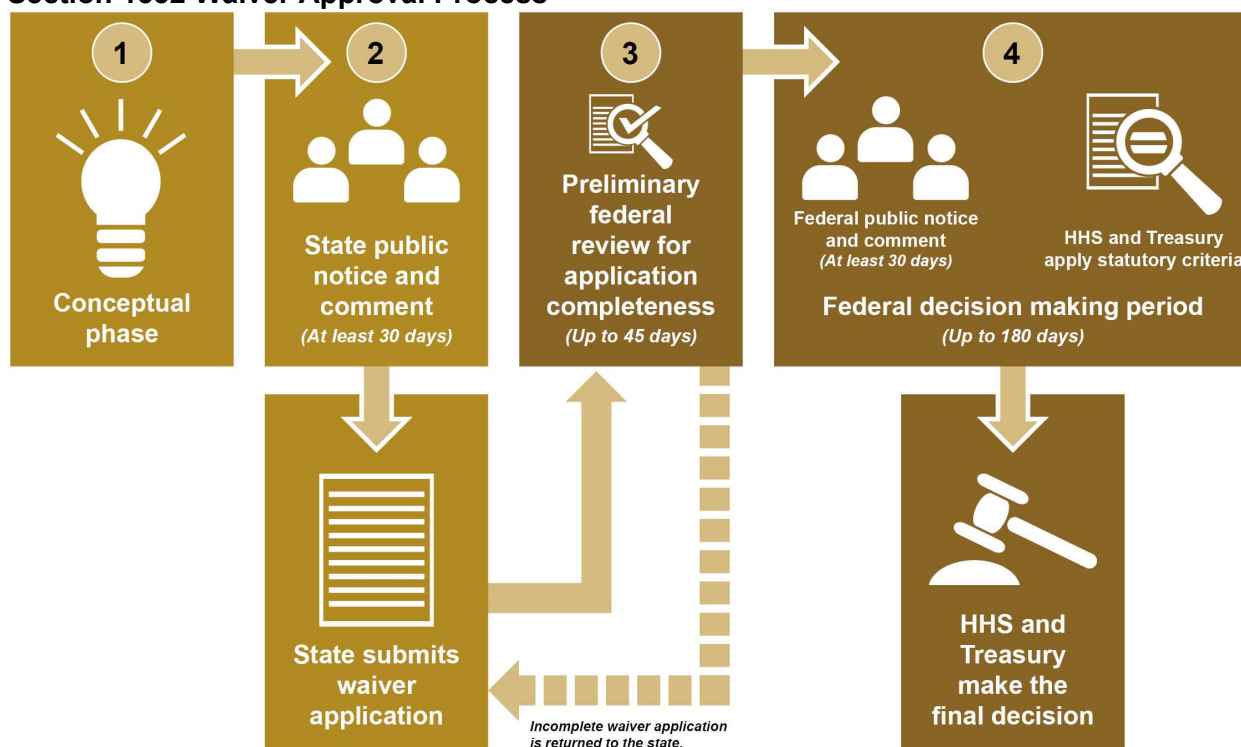 Section 1332 Waiver Approval Process
1
Conceptual
phase
2
State public
notice and
comment
(At least 30 days)
State submits
waiver
application
3
Preliminary
federal
review for
application
completeness
(Up to 45 days)
Incomplete waiver application
is returned to the state.
4
Federal public notice
and comment
(At least 30 days)
HHS and Treasury
apply statutory criteria
Federal decision making period
(Up to 180 days)
HHS and
Treasury
make the
final decision